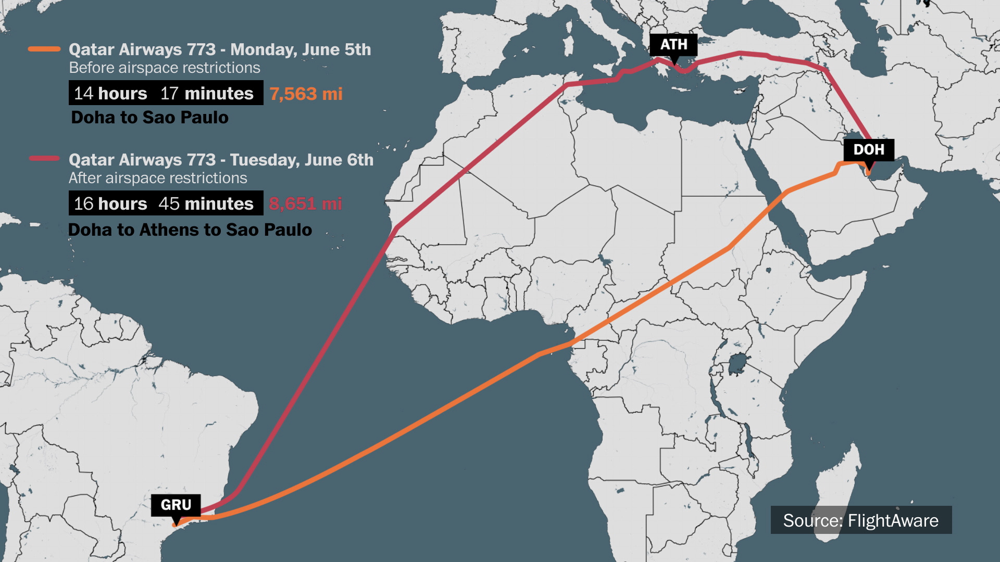 Qatar Airways 773 - Monday, June 5th
Before airspace restrictions
14 hours 17 minutes 7,563 mi
Doha to Sao Paulo
Qatar Airways 773 - Tuesday, June 6th
After airspace restrictions
16 hours 45 minutes 8,651 mi
Doha to Athens to Sao Paulo
ATH
DOH
GRU
Source: FlightAware